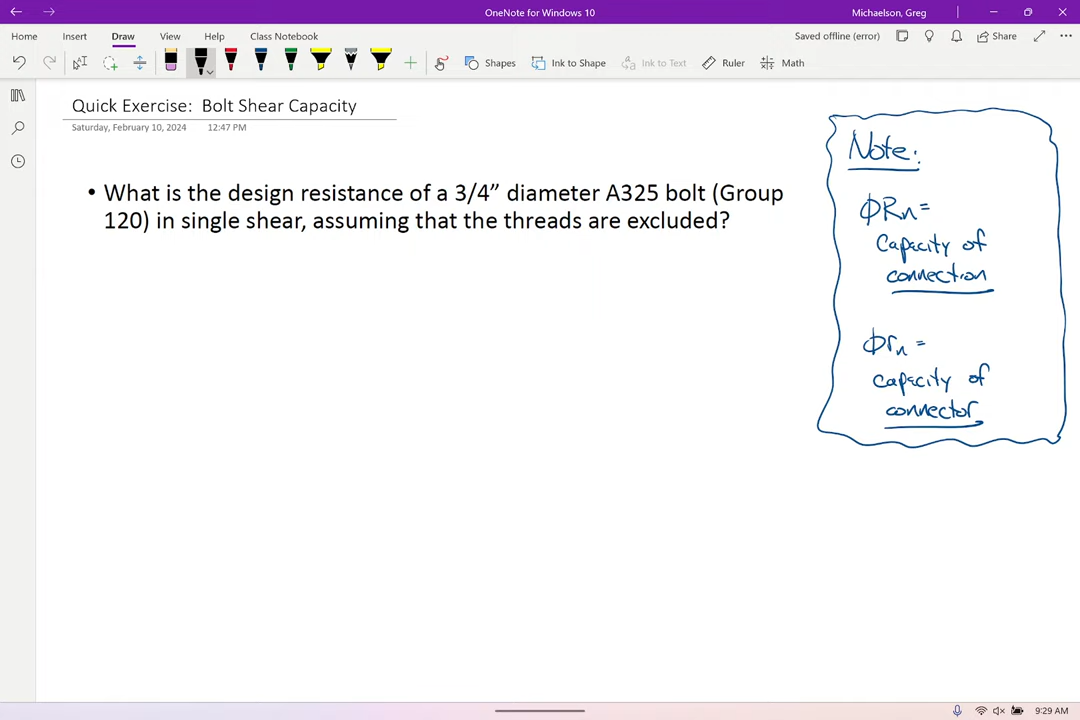 OneNote for Windows 10
Michaelson, Greg
Home Insert Draw View Help Class Notebook
Saved offline (error)
Share
Shapes
Ink to Shape
Ink to Text
Ruler
Math
Quick Exercise: Bolt Shear Capacity
Saturday, February 10, 2024 12:47 PM
• What is the design resistance of a 3/4” diameter A325 bolt (Group
120) in single shear, assuming that the threads are excluded?
Note:
ϕRn =
Capacity of
connection
ϕrn =
capacity of
connector
9:29 AM